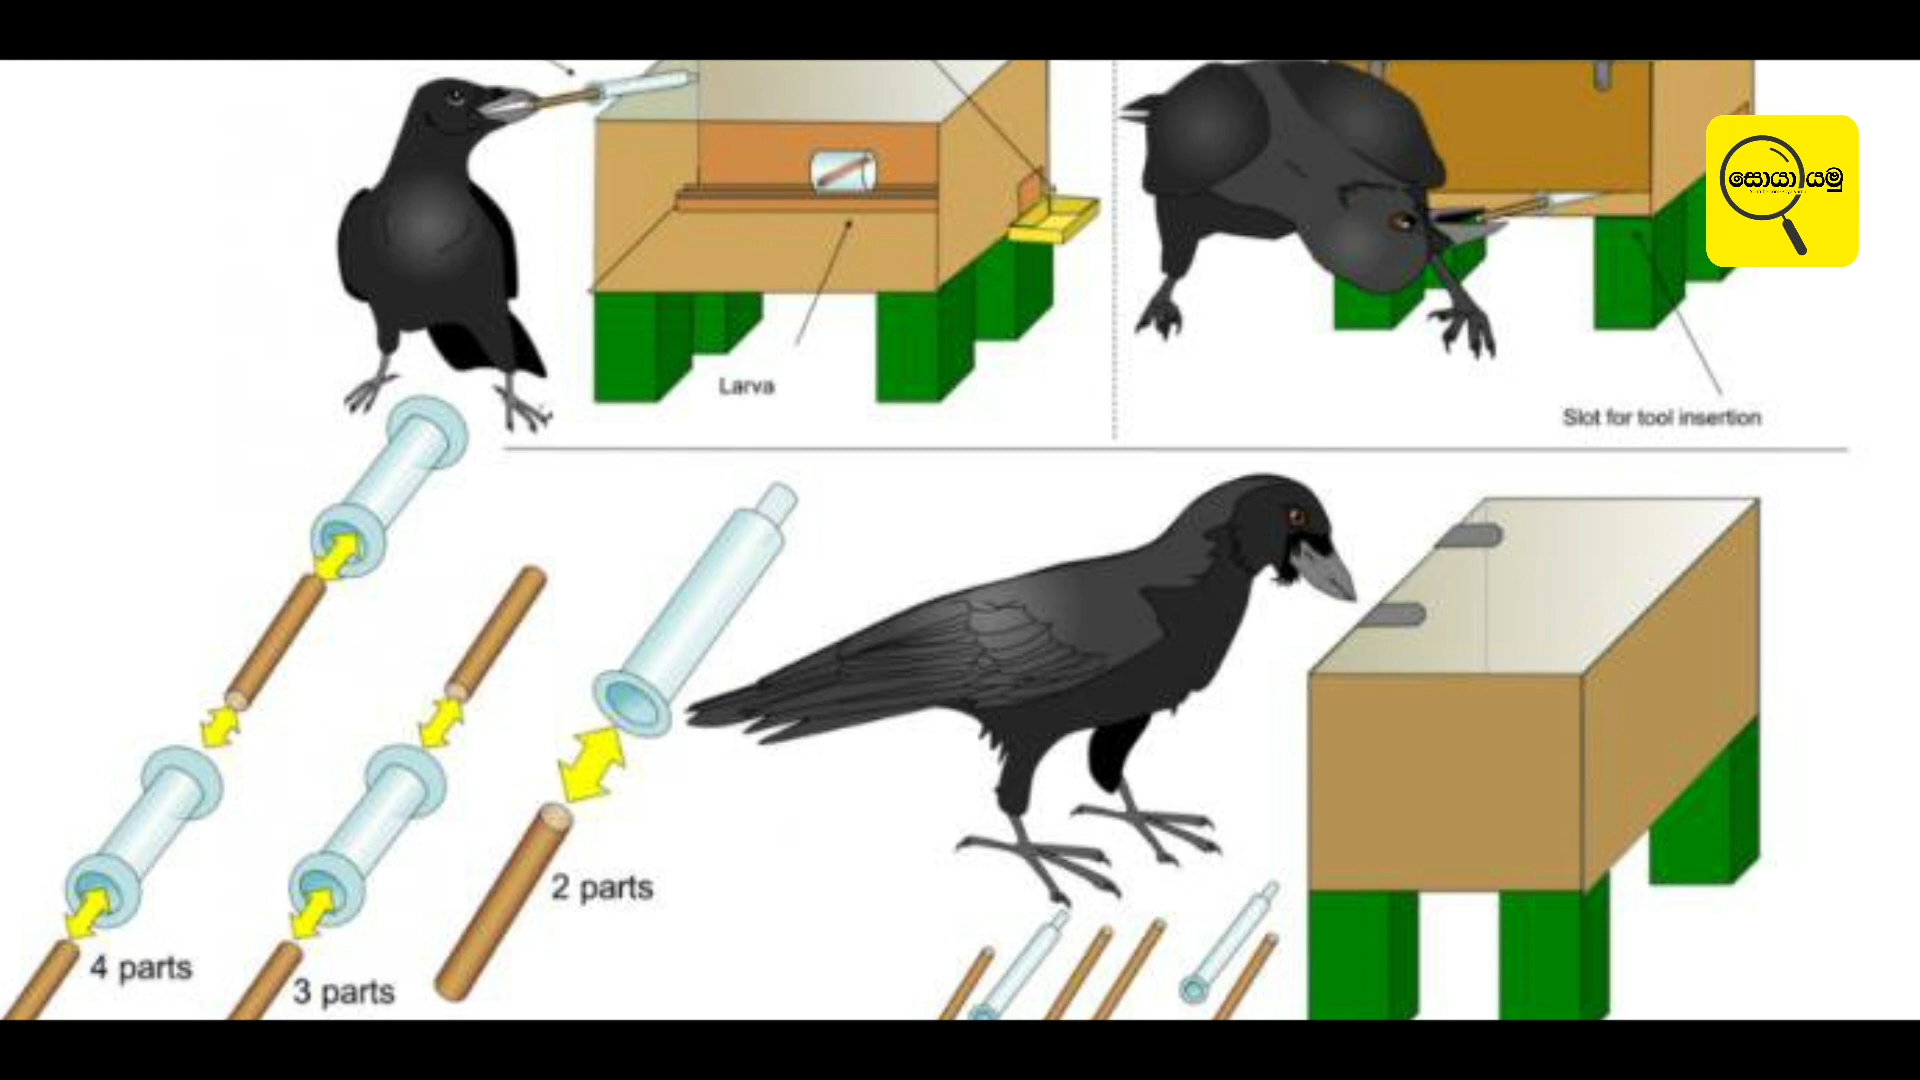 සොයා යමු
Larva
Slot for tool insertion
2 parts
4 parts
3 parts